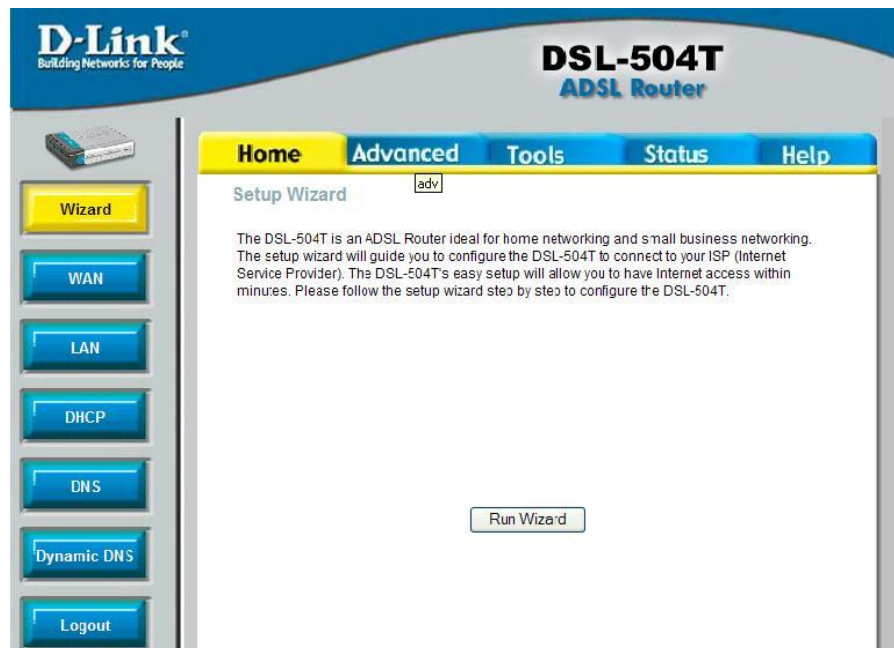 D-Link®
Building Networks for People
DSL-504T
ADSL Router
Home
Advanced
Tools
Status
Help
adv
Wizard
WAN
LAN
DHCP
DNS
Dynamic DNS
Logout
Setup Wizard
The DSL-504T is an ADSL Router ideal for home networking and small business networking.
The setup wizard will guide you to configure the DSL-504T to connect to your ISP (Internet
Service Provider). The DSL-504T's easy setup will allow you to have Internet access within
minutes. Please follow the setup wizard step by step to configure the DSL-504T.
Run Wizard